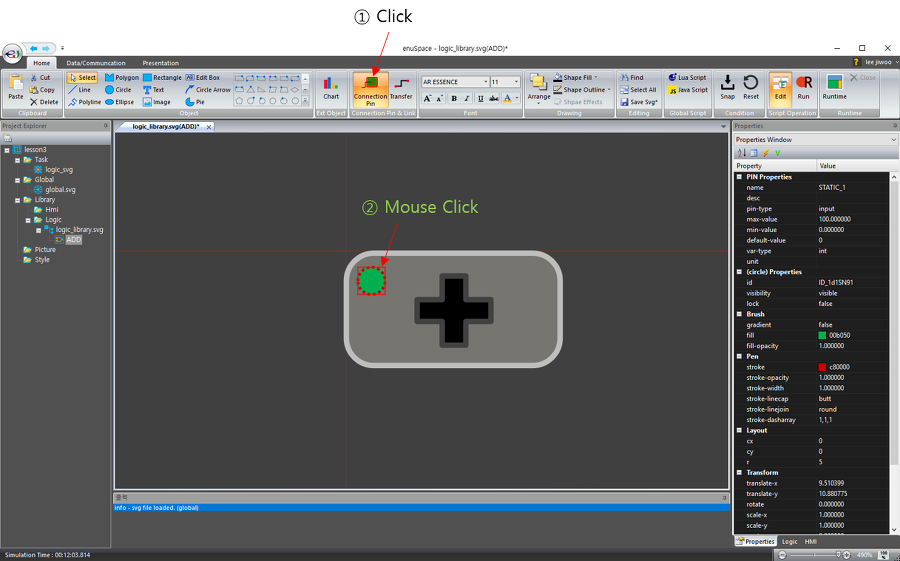 ① Click
enuSpace - logic_library.svg(ADD)*
Home Data/Communcation Presentation
? lee jiwoo
Paste Cut Copy Delete
Clipboard
Select Polygon Rectangle Edit Box
Line Circle Text Circle Arrow
Polyline Ellipse Image Pie
Object
Chart
Ext Object
Connection Pin Transfer
Connection Pin & Link
AR ESSENCE 11
Font
Arrange Shape Fill Shape Outline Shpae Effects
Drawing
Find Select All Save Svg*
Editing
Lua Script Java Script
Global Script
Snap Reset
Condition
Edit Run
Script Operation
Runtime Close
Runtime
Project Explorer
lesson3
Task
logic_svg
Global
global.svg
Library
Hmi
Logic
logic_library.svg
ADD
Picture
Style
logic_library.svg(ADD)*
② Mouse Click
출력
info - svg file loaded. (global)
Properties
Properties Window
Property Value
PIN Properties
name STATIC_1
desc
pin-type input
max-value 100.000000
min-value 0.000000
default-value 0
var-type int
unit
(circle) Properties
id ID_1d1SN91
visibility visible
lock false
Brush
gradient false
fill 00b050
fill-opacity 1.000000
Pen
stroke c80000
stroke-opacity 1.000000
stroke-width 1.000000
stroke-linecap butt
stroke-linejoin round
stroke-dasharray 1,1,1
Layout
cx 0
cy 0
r 5
Transform
translate-x 9.510399
translate-y 10.880775
rotate 0.000000
scale-x 1.000000
scale-y 1.000000
Properties Logic HMI
Simulation Time : 00:12:03.814
490%